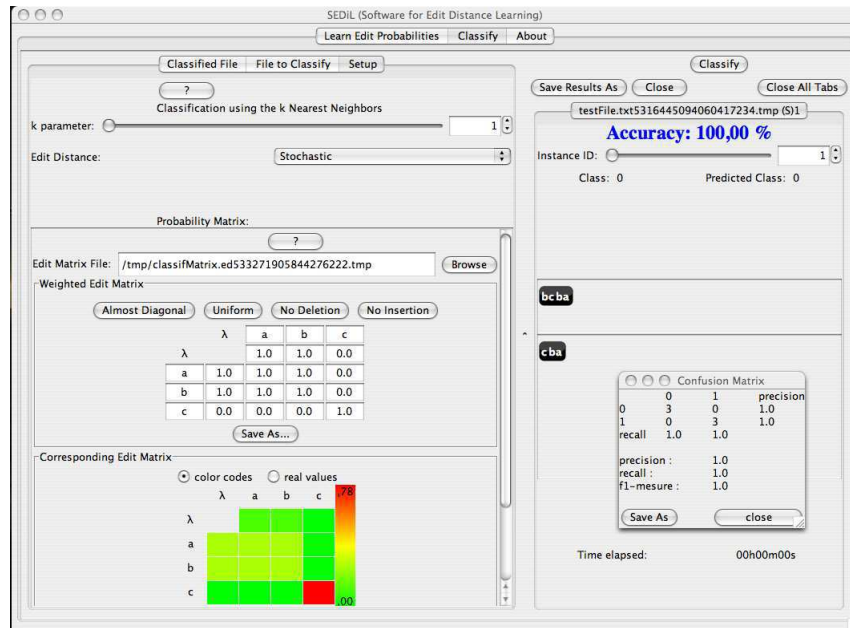 SEDiL (Software for Edit Distance Learning)
Learn Edit Probabilities Classify About
Classified File File to Classify Setup
?
Classification using the k Nearest Neighbors
k parameter: 1
Edit Distance: Stochastic
Probability Matrix:
?
Edit Matrix File: /tmp/classifMatrix.ed533271905844276222.tmp Browse
Weighted Edit Matrix
Almost Diagonal Uniform No Deletion No Insertion
λ a b c
λ 1.0 1.0 0.0
a 1.0 1.0 1.0 0.0
b 1.0 1.0 1.0 0.0
c 0.0 0.0 0.0 1.0
Save As...
Corresponding Edit Matrix
color codes real values
λ a b c .78
λ
a
b
c
.00
Classify
Save Results As Close Close All Tabs
testFile.txt5316445094060417234.tmp (S)1
Accuracy: 100,00 %
Instance ID: 1
Class: 0 Predicted Class: 0
bcba
cba
Confusion Matrix
0 1 precision
0 3 0 1.0
1 0 3 1.0
recall 1.0 1.0
precision : 1.0
recall : 1.0
f1-mesure : 1.0
Save As close
Time elapsed: 00h00m00s